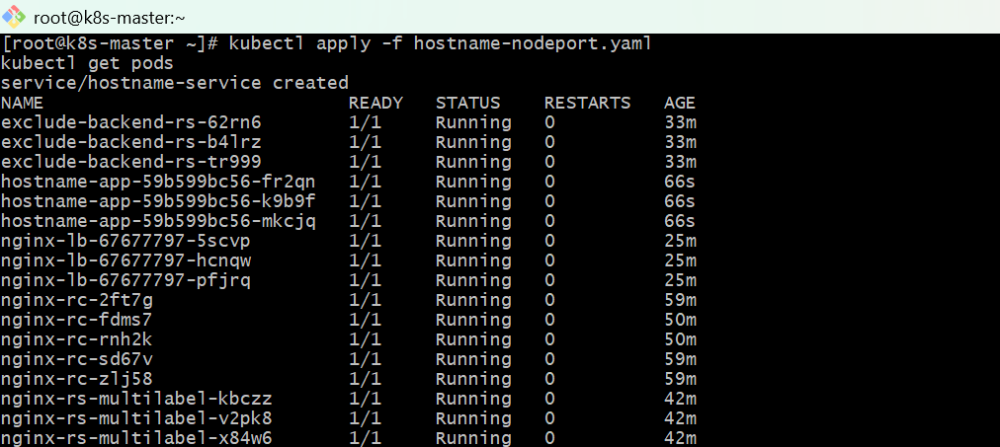 root@k8s-master:~
[root@k8s-master ~]# kubectl apply -f hostname-nodeport.yaml
kubectl get pods
service/hostname-service created
NAME READY STATUS RESTARTS AGE
exclude-backend-rs-62rn6 1/1 Running 0 33m
exclude-backend-rs-b4lrz 1/1 Running 0 33m
exclude-backend-rs-tr999 1/1 Running 0 33m
hostname-app-59b599bc56-fr2qn 1/1 Running 0 66s
hostname-app-59b599bc56-k9b9f 1/1 Running 0 66s
hostname-app-59b599bc56-mkcjq 1/1 Running 0 66s
nginx-lb-67677797-5scvp 1/1 Running 0 25m
nginx-lb-67677797-hcnqw 1/1 Running 0 25m
nginx-lb-67677797-pfjrq 1/1 Running 0 25m
nginx-rc-2ft7g 1/1 Running 0 59m
nginx-rc-fdms7 1/1 Running 0 50m
nginx-rc-rnh2k 1/1 Running 0 50m
nginx-rc-sd67v 1/1 Running 0 59m
nginx-rc-zlj58 1/1 Running 0 59m
nginx-rs-multilabel-kbczz 1/1 Running 0 42m
nginx-rs-multilabel-v2pk8 1/1 Running 0 42m
nginx-rs-multilabel-x84w6 1/1 Running 0 42m